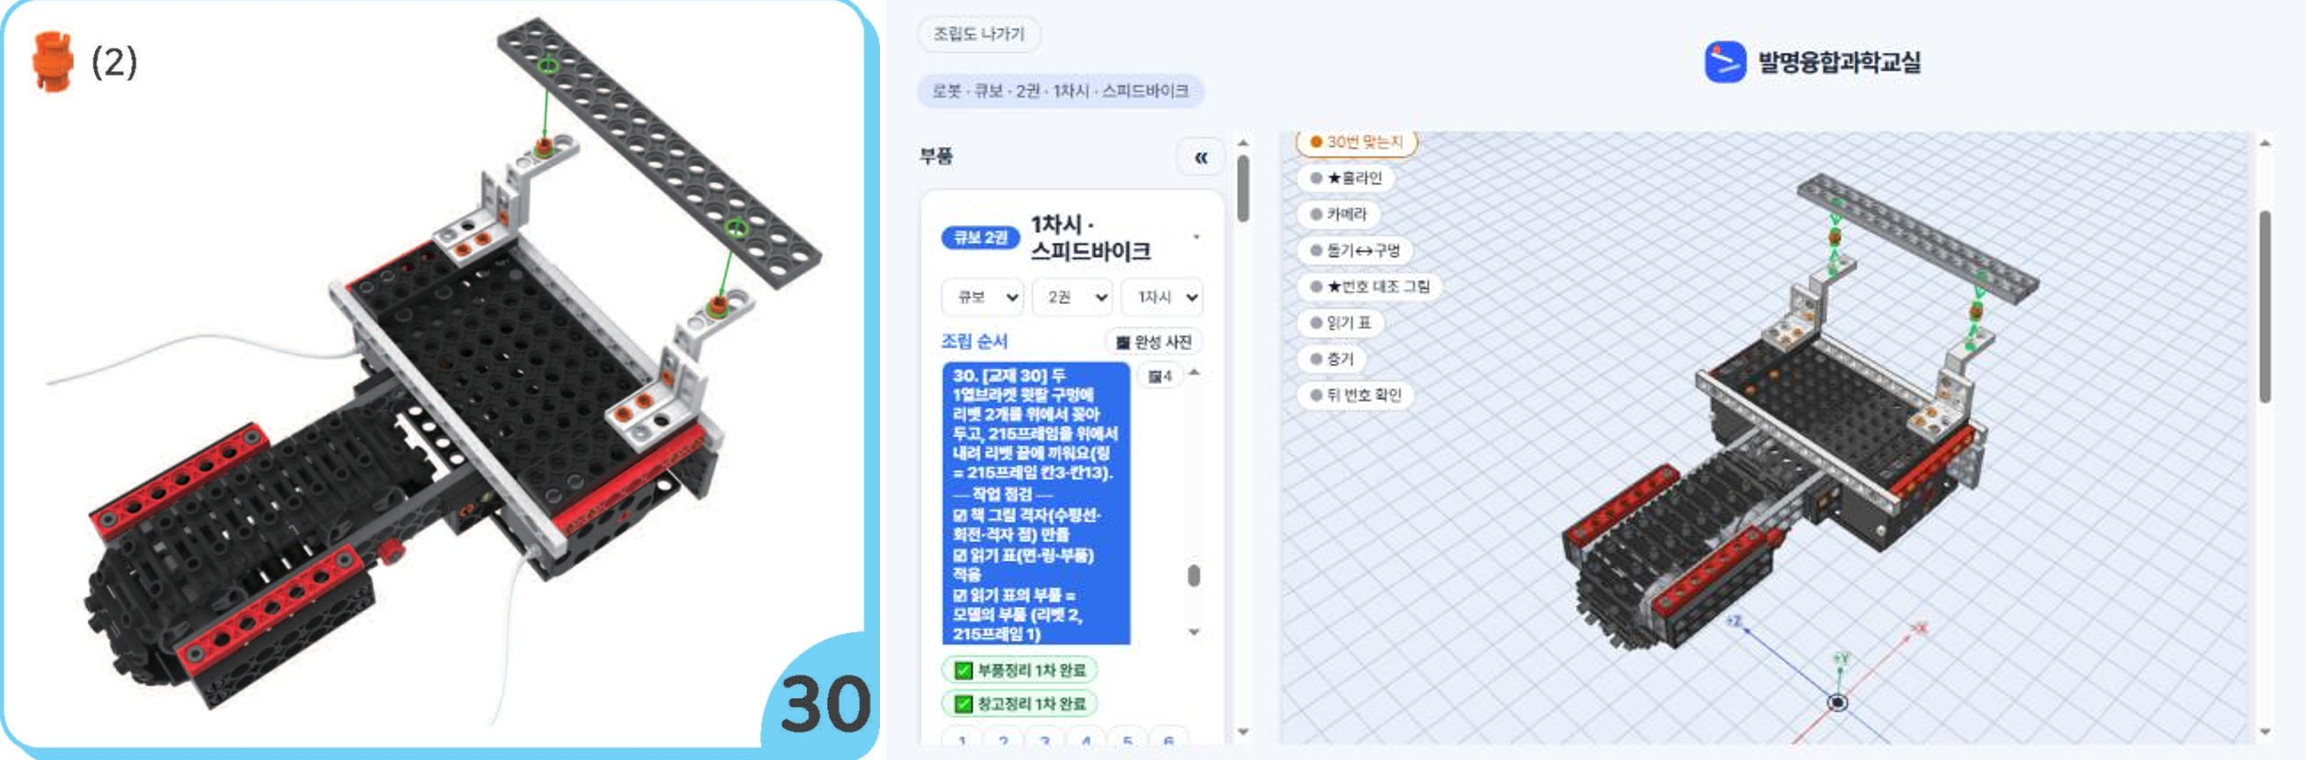 (2)
30
조립도 나가기
로봇 · 큐보 · 2권 · 1차시 · 스피드바이크
발명융합과학교실
부품
«
큐보 2권
1차시 ·
스피드바이크
큐보
2권
1차시
조립 순서
완성 사진
30. [교재 30] 두
1열브라켓 윗팔 구멍에
리벳 2개를 위에서 꽂아
두고, 215프레임을 위에서
내려 리벳 끝에 끼워요(링
= 215프레임 칸3·칸13).
— 작업 점검 —
☑ 책 그림 격자(수평선·
회전·격자 점) 만듦
☑ 읽기 표(면·링·부품)
적음
☑ 읽기 표의 부품 =
모델의 부품 (리벳 2,
215프레임 1)
4
부품정리 1차 완료
창고정리 1차 완료
1 2 3 4 5 6
30번 맞는지
★홀라인
카메라
돌기↔구멍
★번호 대조 그림
읽기 표
증거
뒤 번호 확인
+Z
+X
+Y